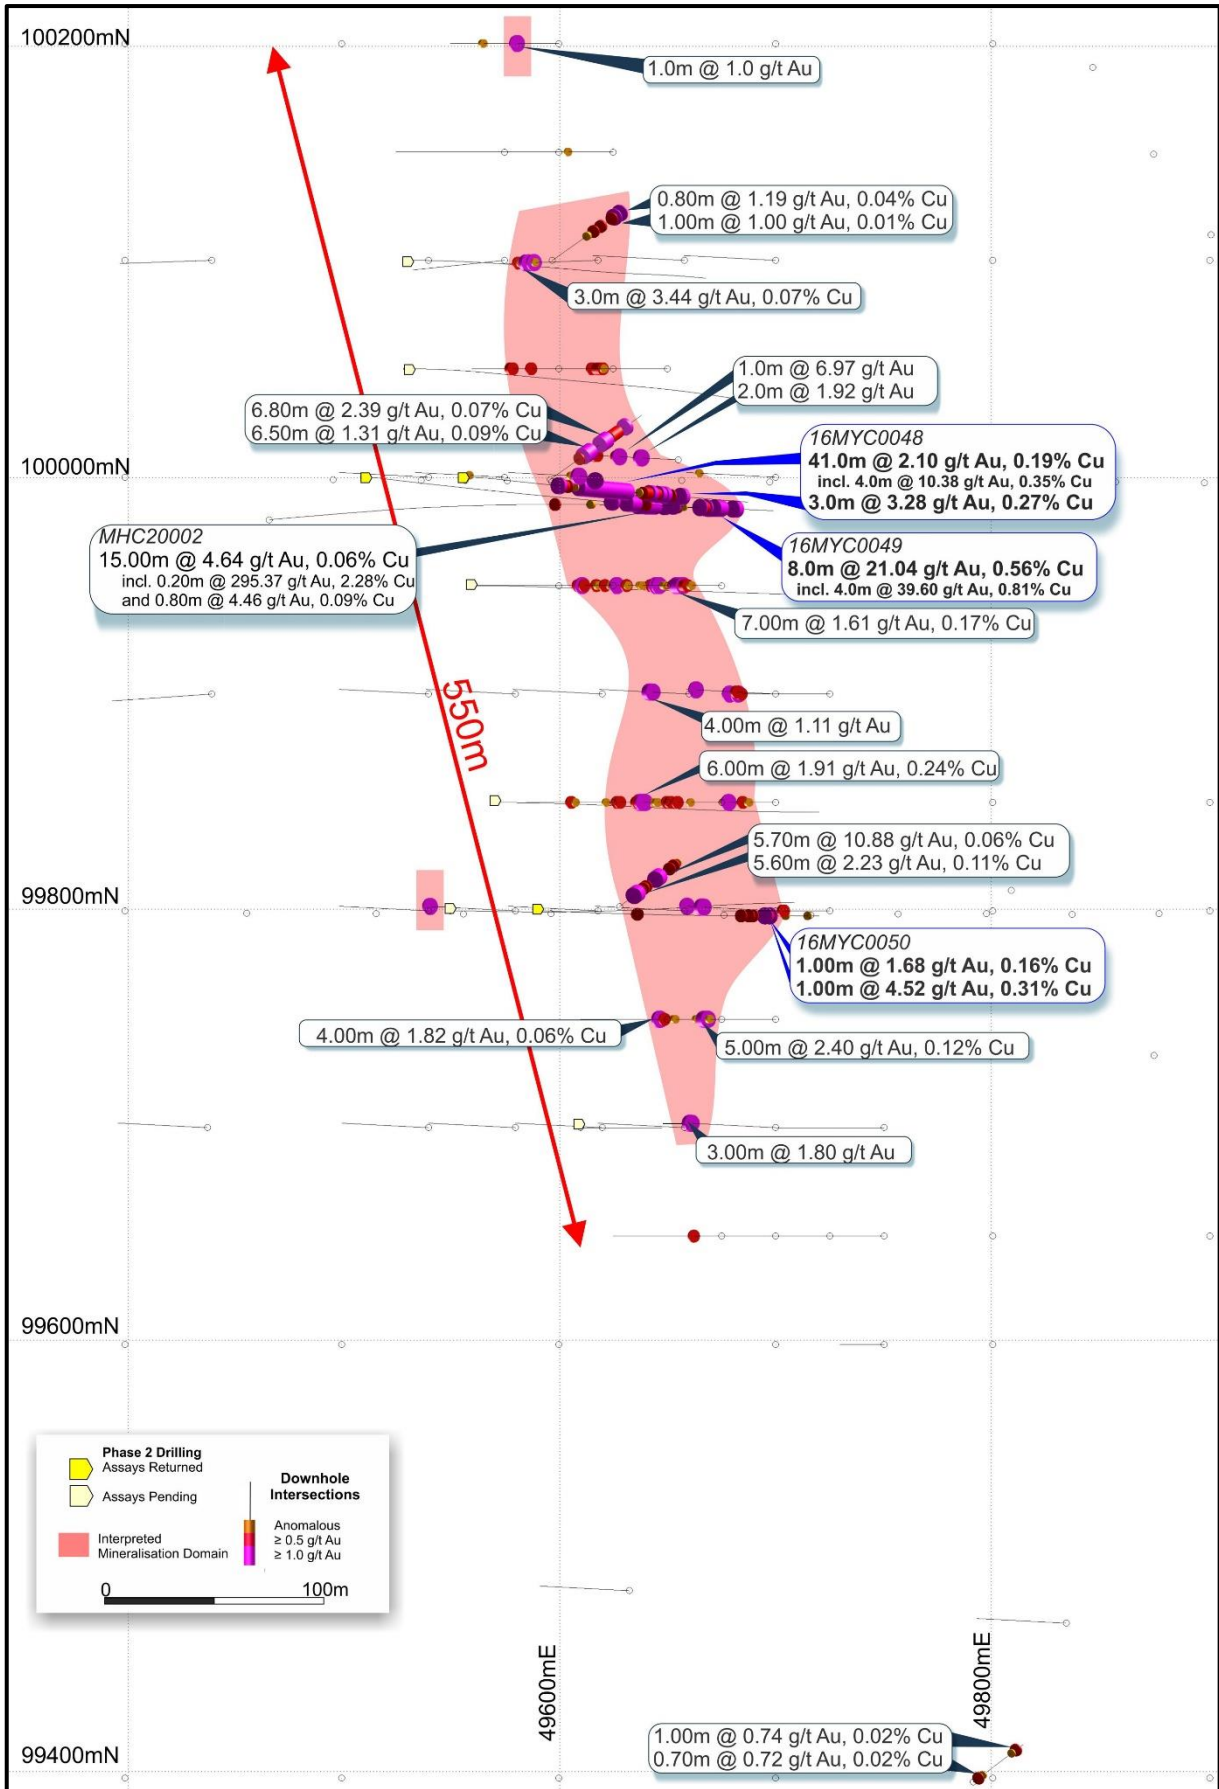 100200mN
1.0m @ 1.0 g/t Au
0.80m @ 1.19 g/t Au, 0.04% Cu
1.00m @ 1.00 g/t Au, 0.01% Cu
3.0m @ 3.44 g/t Au, 0.07% Cu
1.0m @ 6.97 g/t Au
2.0m @ 1.92 g/t Au
6.80m @ 2.39 g/t Au, 0.07% Cu
6.50m @ 1.31 g/t Au, 0.09% Cu
100000mN
16MYC0048
41.0m @ 2.10 g/t Au, 0.19% Cu
incl. 4.0m @ 10.38 g/t Au, 0.35% Cu
3.0m @ 3.28 g/t Au, 0.27% Cu
MHC20002
15.00m @ 4.64 g/t Au, 0.06% Cu
incl. 0.20m @ 295.37 g/t Au, 2.28% Cu
and 0.80m @ 4.46 g/t Au, 0.09% Cu
16MYC0049
8.0m @ 21.04 g/t Au, 0.56% Cu
incl. 4.0m @ 39.60 g/t Au, 0.81% Cu
7.00m @ 1.61 g/t Au, 0.17% Cu
550m
4.00m @ 1.11 g/t Au
6.00m @ 1.91 g/t Au, 0.24% Cu
5.70m @ 10.88 g/t Au, 0.06% Cu
5.60m @ 2.23 g/t Au, 0.11% Cu
99800mN
16MYC0050
1.00m @ 1.68 g/t Au, 0.16% Cu
1.00m @ 4.52 g/t Au, 0.31% Cu
4.00m @ 1.82 g/t Au, 0.06% Cu
5.00m @ 2.40 g/t Au, 0.12% Cu
3.00m @ 1.80 g/t Au
99600mN
Phase 2 Drilling
Assays Returned
Assays Pending
Interpreted
Mineralisation Domain
Downhole
Intersections
Anomalous
≥ 0.5 g/t Au
≥ 1.0 g/t Au
0 100m
49600mE
49800mE
1.00m @ 0.74 g/t Au, 0.02% Cu
0.70m @ 0.72 g/t Au, 0.02% Cu
99400mN